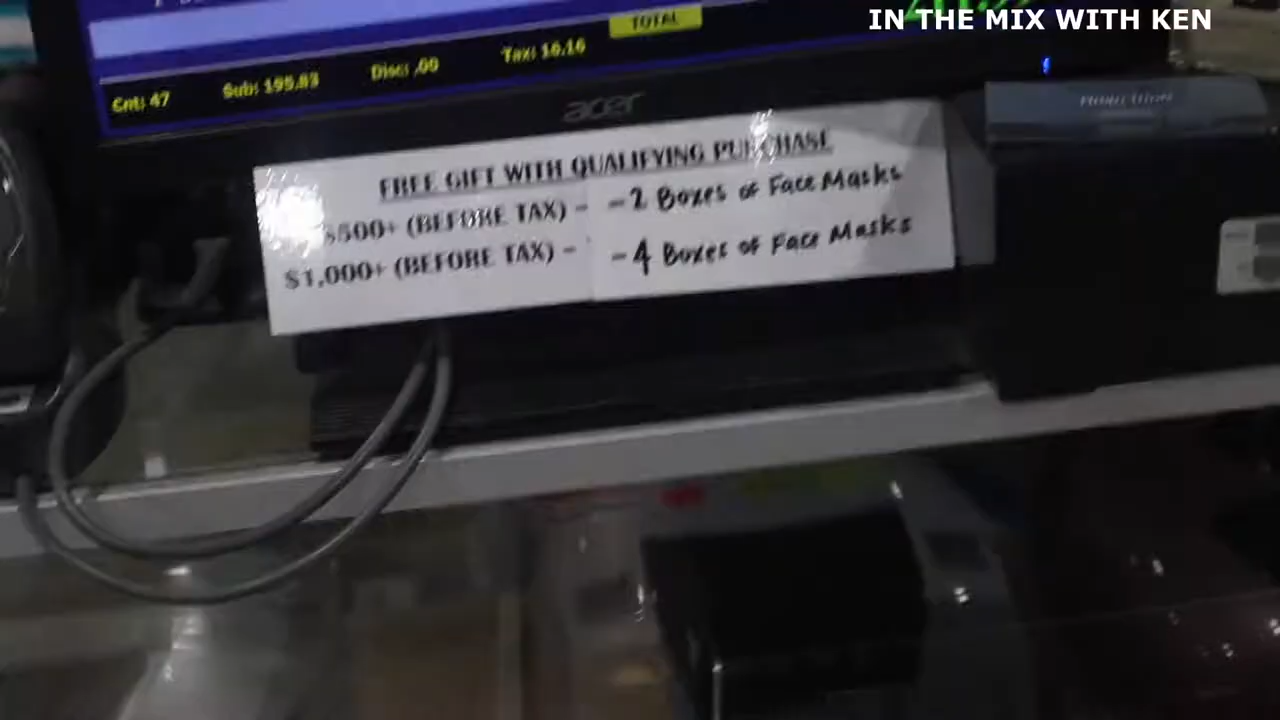 IN THE MIX WITH KEN
TOTAL
Cnt: 47 Sub: 195.83 Disc: .00 Tax: 16.16
acer
FREE GIFT WITH QUALIFYING PURCHASE
$500+ (BEFORE TAX) - - 2 Boxes of Face Masks
$1,000+ (BEFORE TAX) - - 4 Boxes of Face Masks